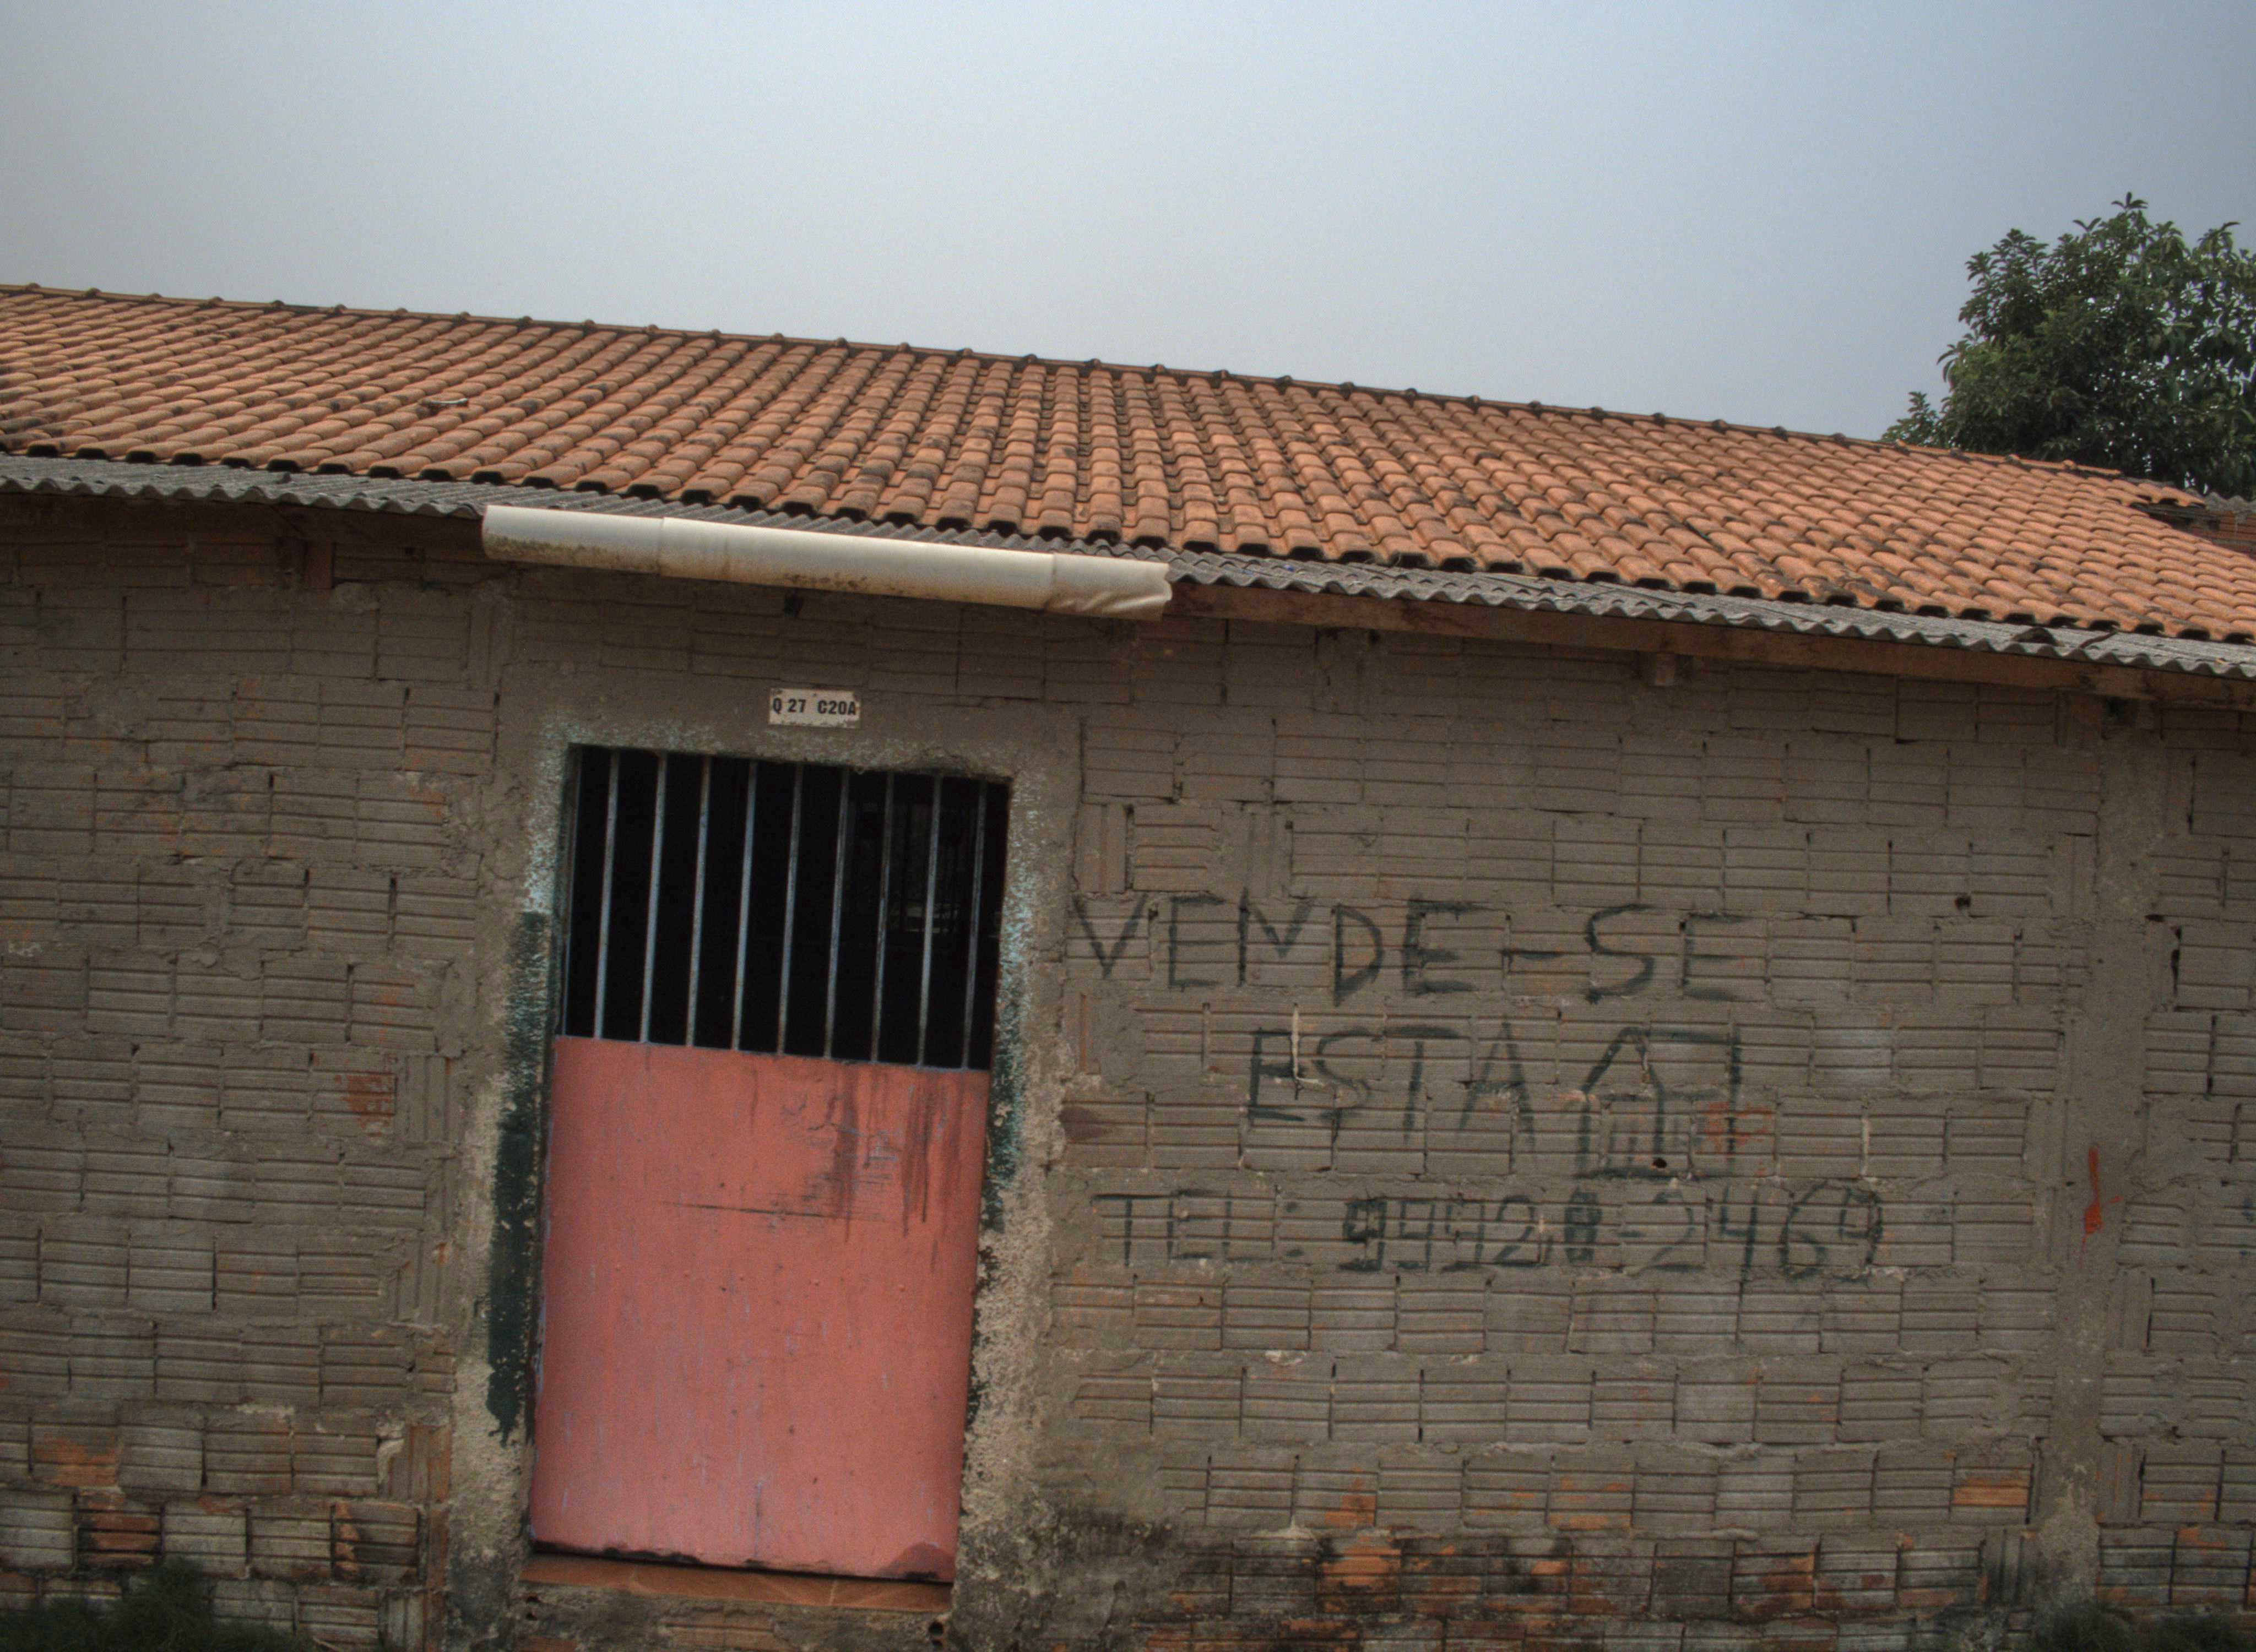 Q 27 C20A
VENDE-SE
ESTA
TEL: 99928-2469